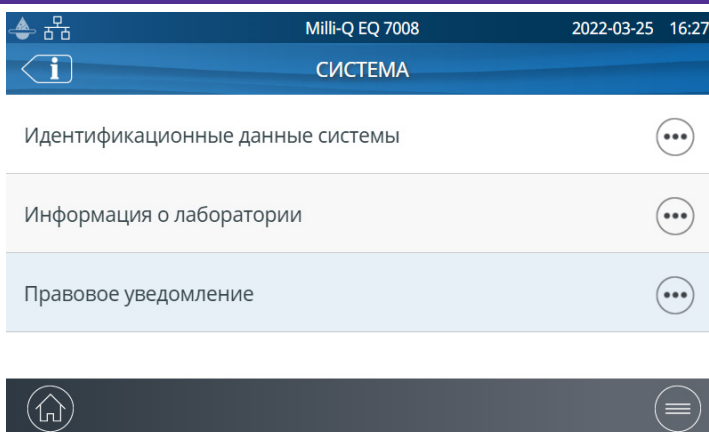 Milli-Q EQ 7008 2022-03-25 16:27
i СИСТЕМА
Идентификационные данные системы
Информация о лаборатории
Правовое уведомление